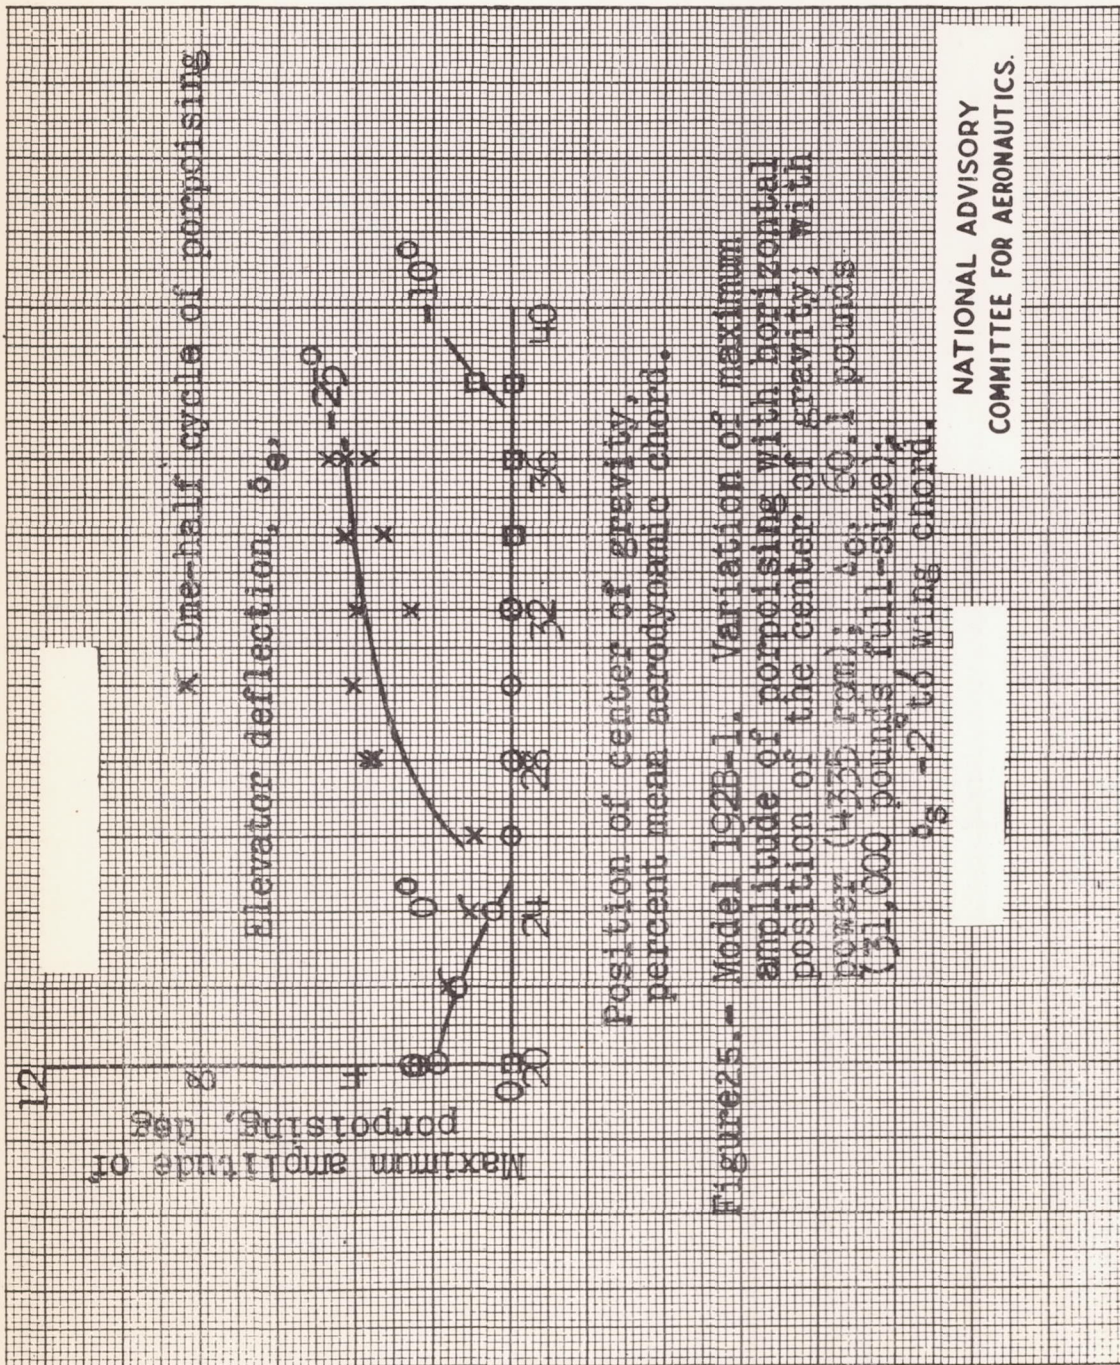 × One-half cycle of porpoising
Elevator deflection, δe,
-25°
-10°
0°
12
8
4
0
20
24
28
32
36
40
Maximum amplitude of
porpoising, deg
Position of center of gravity,
percent mean aerodynamic chord.
Figure 25.- Model 192B-1. Variation of maximum
amplitude of porpoising with horizontal
position of the center of gravity; with
power (4335 rpm); Δo, 60.1 pounds
(31,000 pounds full-size);
δs -2° to wing chord.
NATIONAL ADVISORY
COMMITTEE FOR AERONAUTICS.